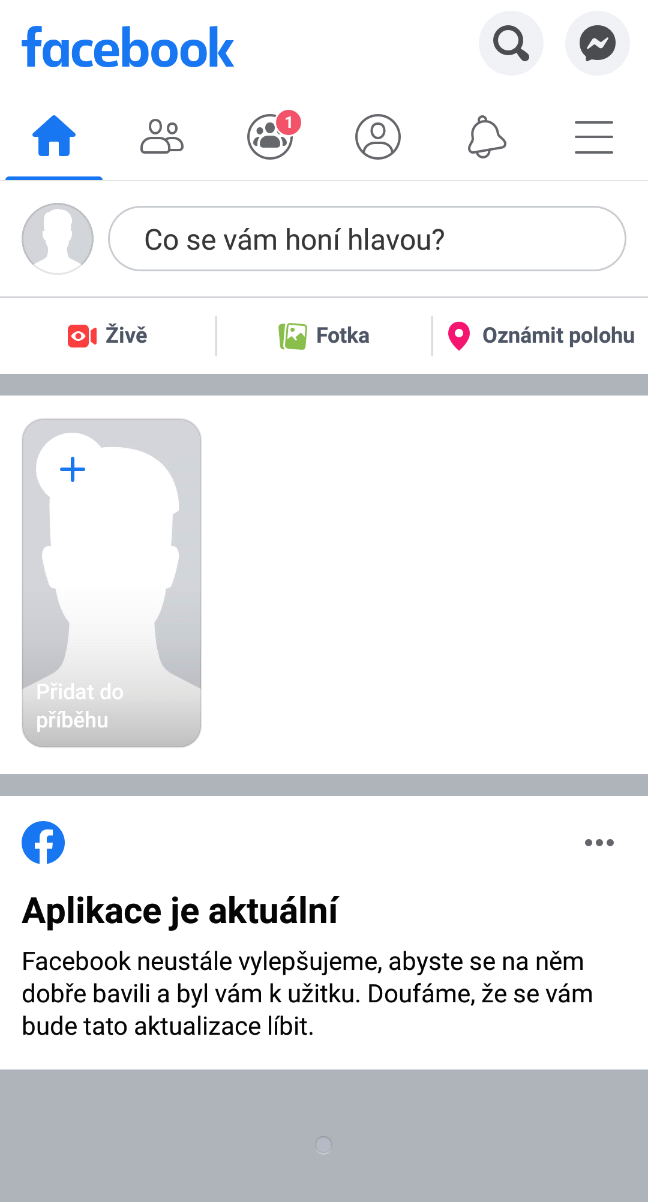 facebook
1
Co se vám honí hlavou?
Živě
Fotka
Oznámit polohu
Přidat do
příběhu
Aplikace je aktuální
Facebook neustále vylepšujeme, abyste se na něm
dobře bavili a byl vám k užitku. Doufáme, že se vám
bude tato aktualizace líbit.